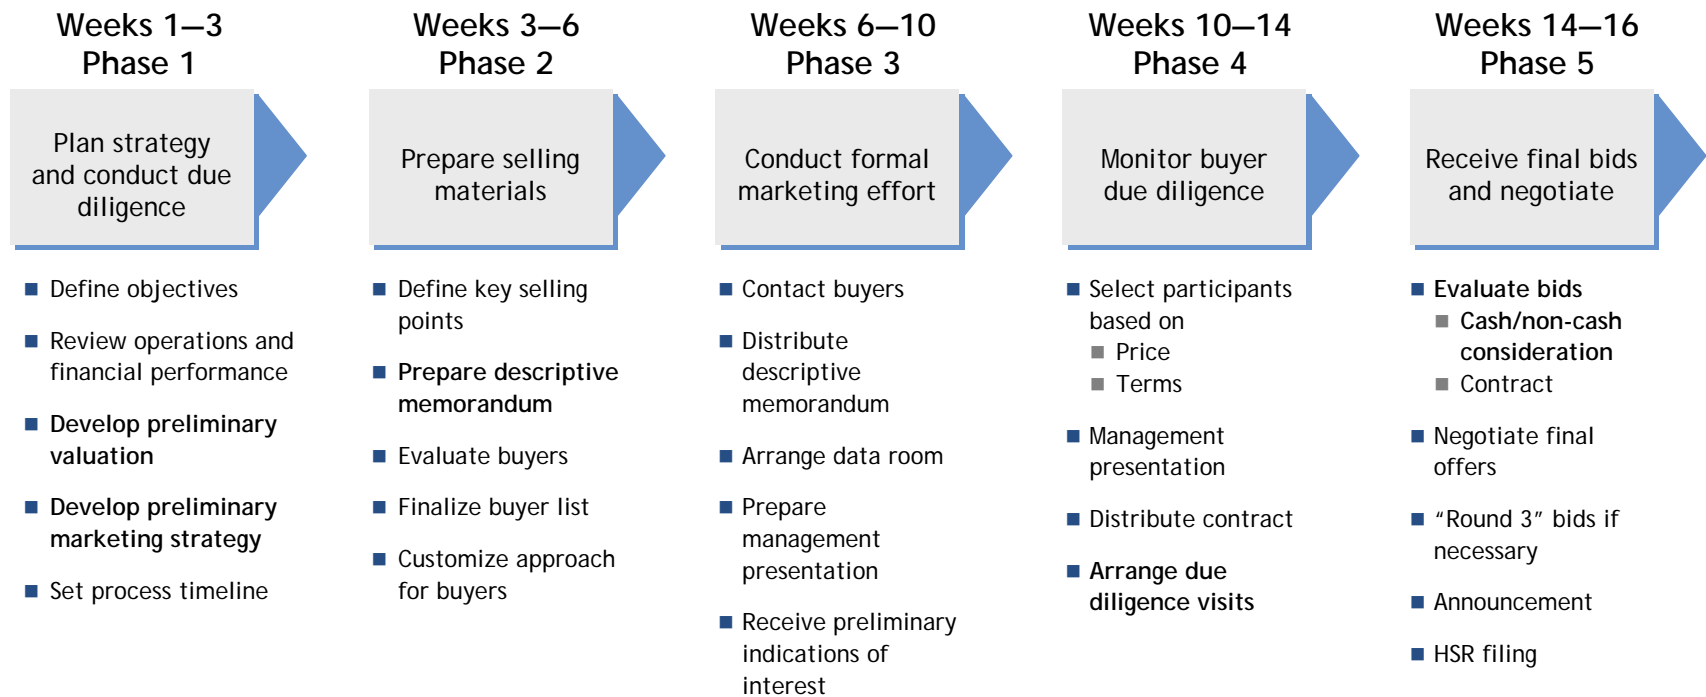 Weeks 1—3
Phase 1
Plan strategy
and conduct due
diligence
Define objectives
Review operations and
financial performance
Develop preliminary
valuation
Develop preliminary
marketing strategy
Set process timeline
Weeks 3—6
Phase 2
Prepare selling
materials
Define key selling
points
Prepare descriptive
memorandum
Evaluate buyers
Finalize buyer list
Customize approach
for buyers
Weeks 6—10
Phase 3
Conduct formal
marketing effort
Contact buyers
Distribute
descriptive
memorandum
Arrange data room
Prepare
management
presentation
Receive preliminary
indications of
interest
Weeks 10—14
Phase 4
Monitor buyer
due diligence
Select participants
based on
Price
Terms
Management
presentation
Distribute contract
Arrange due
diligence visits
Weeks 14—16
Phase 5
Receive final bids
and negotiate
Evaluate bids
Cash/non-cash
consideration
Contract
Negotiate final
offers
“Round 3” bids if
necessary
Announcement
HSR filing